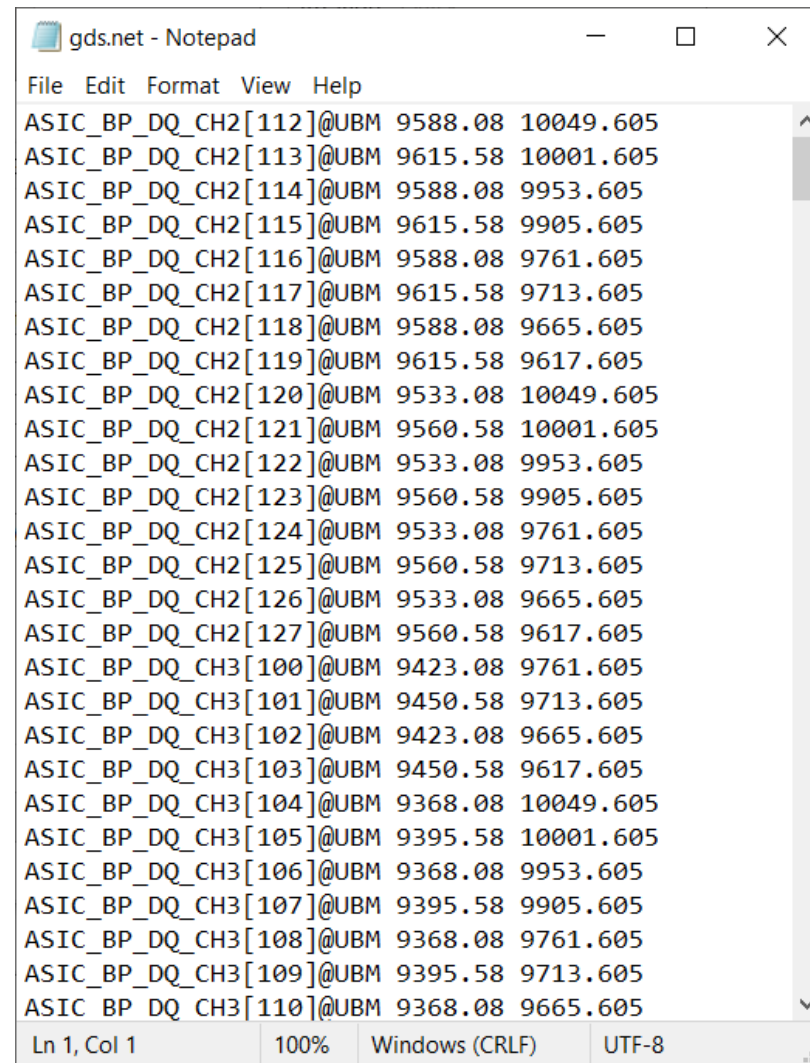 gds.net - Notepad
File Edit Format View Help
ASIC_BP_DQ_CH2[112]@UBM 9588.08 10049.605
ASIC_BP_DQ_CH2[113]@UBM 9615.58 10001.605
ASIC_BP_DQ_CH2[114]@UBM 9588.08 9953.605
ASIC_BP_DQ_CH2[115]@UBM 9615.58 9905.605
ASIC_BP_DQ_CH2[116]@UBM 9588.08 9761.605
ASIC_BP_DQ_CH2[117]@UBM 9615.58 9713.605
ASIC_BP_DQ_CH2[118]@UBM 9588.08 9665.605
ASIC_BP_DQ_CH2[119]@UBM 9615.58 9617.605
ASIC_BP_DQ_CH2[120]@UBM 9533.08 10049.605
ASIC_BP_DQ_CH2[121]@UBM 9560.58 10001.605
ASIC_BP_DQ_CH2[122]@UBM 9533.08 9953.605
ASIC_BP_DQ_CH2[123]@UBM 9560.58 9905.605
ASIC_BP_DQ_CH2[124]@UBM 9533.08 9761.605
ASIC_BP_DQ_CH2[125]@UBM 9560.58 9713.605
ASIC_BP_DQ_CH2[126]@UBM 9533.08 9665.605
ASIC_BP_DQ_CH2[127]@UBM 9560.58 9617.605
ASIC_BP_DQ_CH3[100]@UBM 9423.08 9761.605
ASIC_BP_DQ_CH3[101]@UBM 9450.58 9713.605
ASIC_BP_DQ_CH3[102]@UBM 9423.08 9665.605
ASIC_BP_DQ_CH3[103]@UBM 9450.58 9617.605
ASIC_BP_DQ_CH3[104]@UBM 9368.08 10049.605
ASIC_BP_DQ_CH3[105]@UBM 9395.58 10001.605
ASIC_BP_DQ_CH3[106]@UBM 9368.08 9953.605
ASIC_BP_DQ_CH3[107]@UBM 9395.58 9905.605
ASIC_BP_DQ_CH3[108]@UBM 9368.08 9761.605
ASIC_BP_DQ_CH3[109]@UBM 9395.58 9713.605
ASIC_BP_DQ_CH3[110]@UBM 9368.08 9665.605
Ln 1, Col 1 100% Windows (CRLF) UTF-8